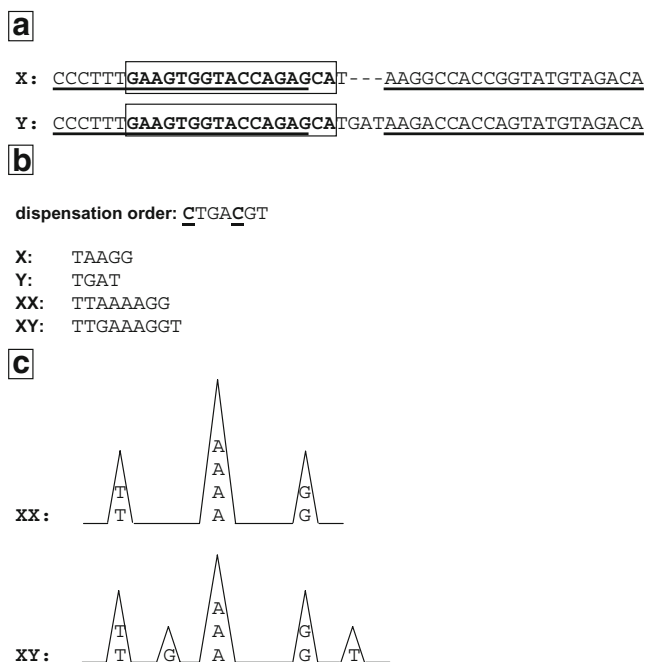 a
X: CCCTTTGAAGTGGTACCAGAGCAT---AAGGCCACCGGTATGTAGACA
Y: CCCTTTGAAGTGGTACCAGAGCATGATAAGACCACCAGTATGTAGACA
b
dispensation order: CTGACGT
X: TAAGG
Y: TGAT
XX: TTAAAAGG
XY: TTGAAAGGT
c
A
A
T A G
XX: T A G
A
T A G
XY: T G A G T